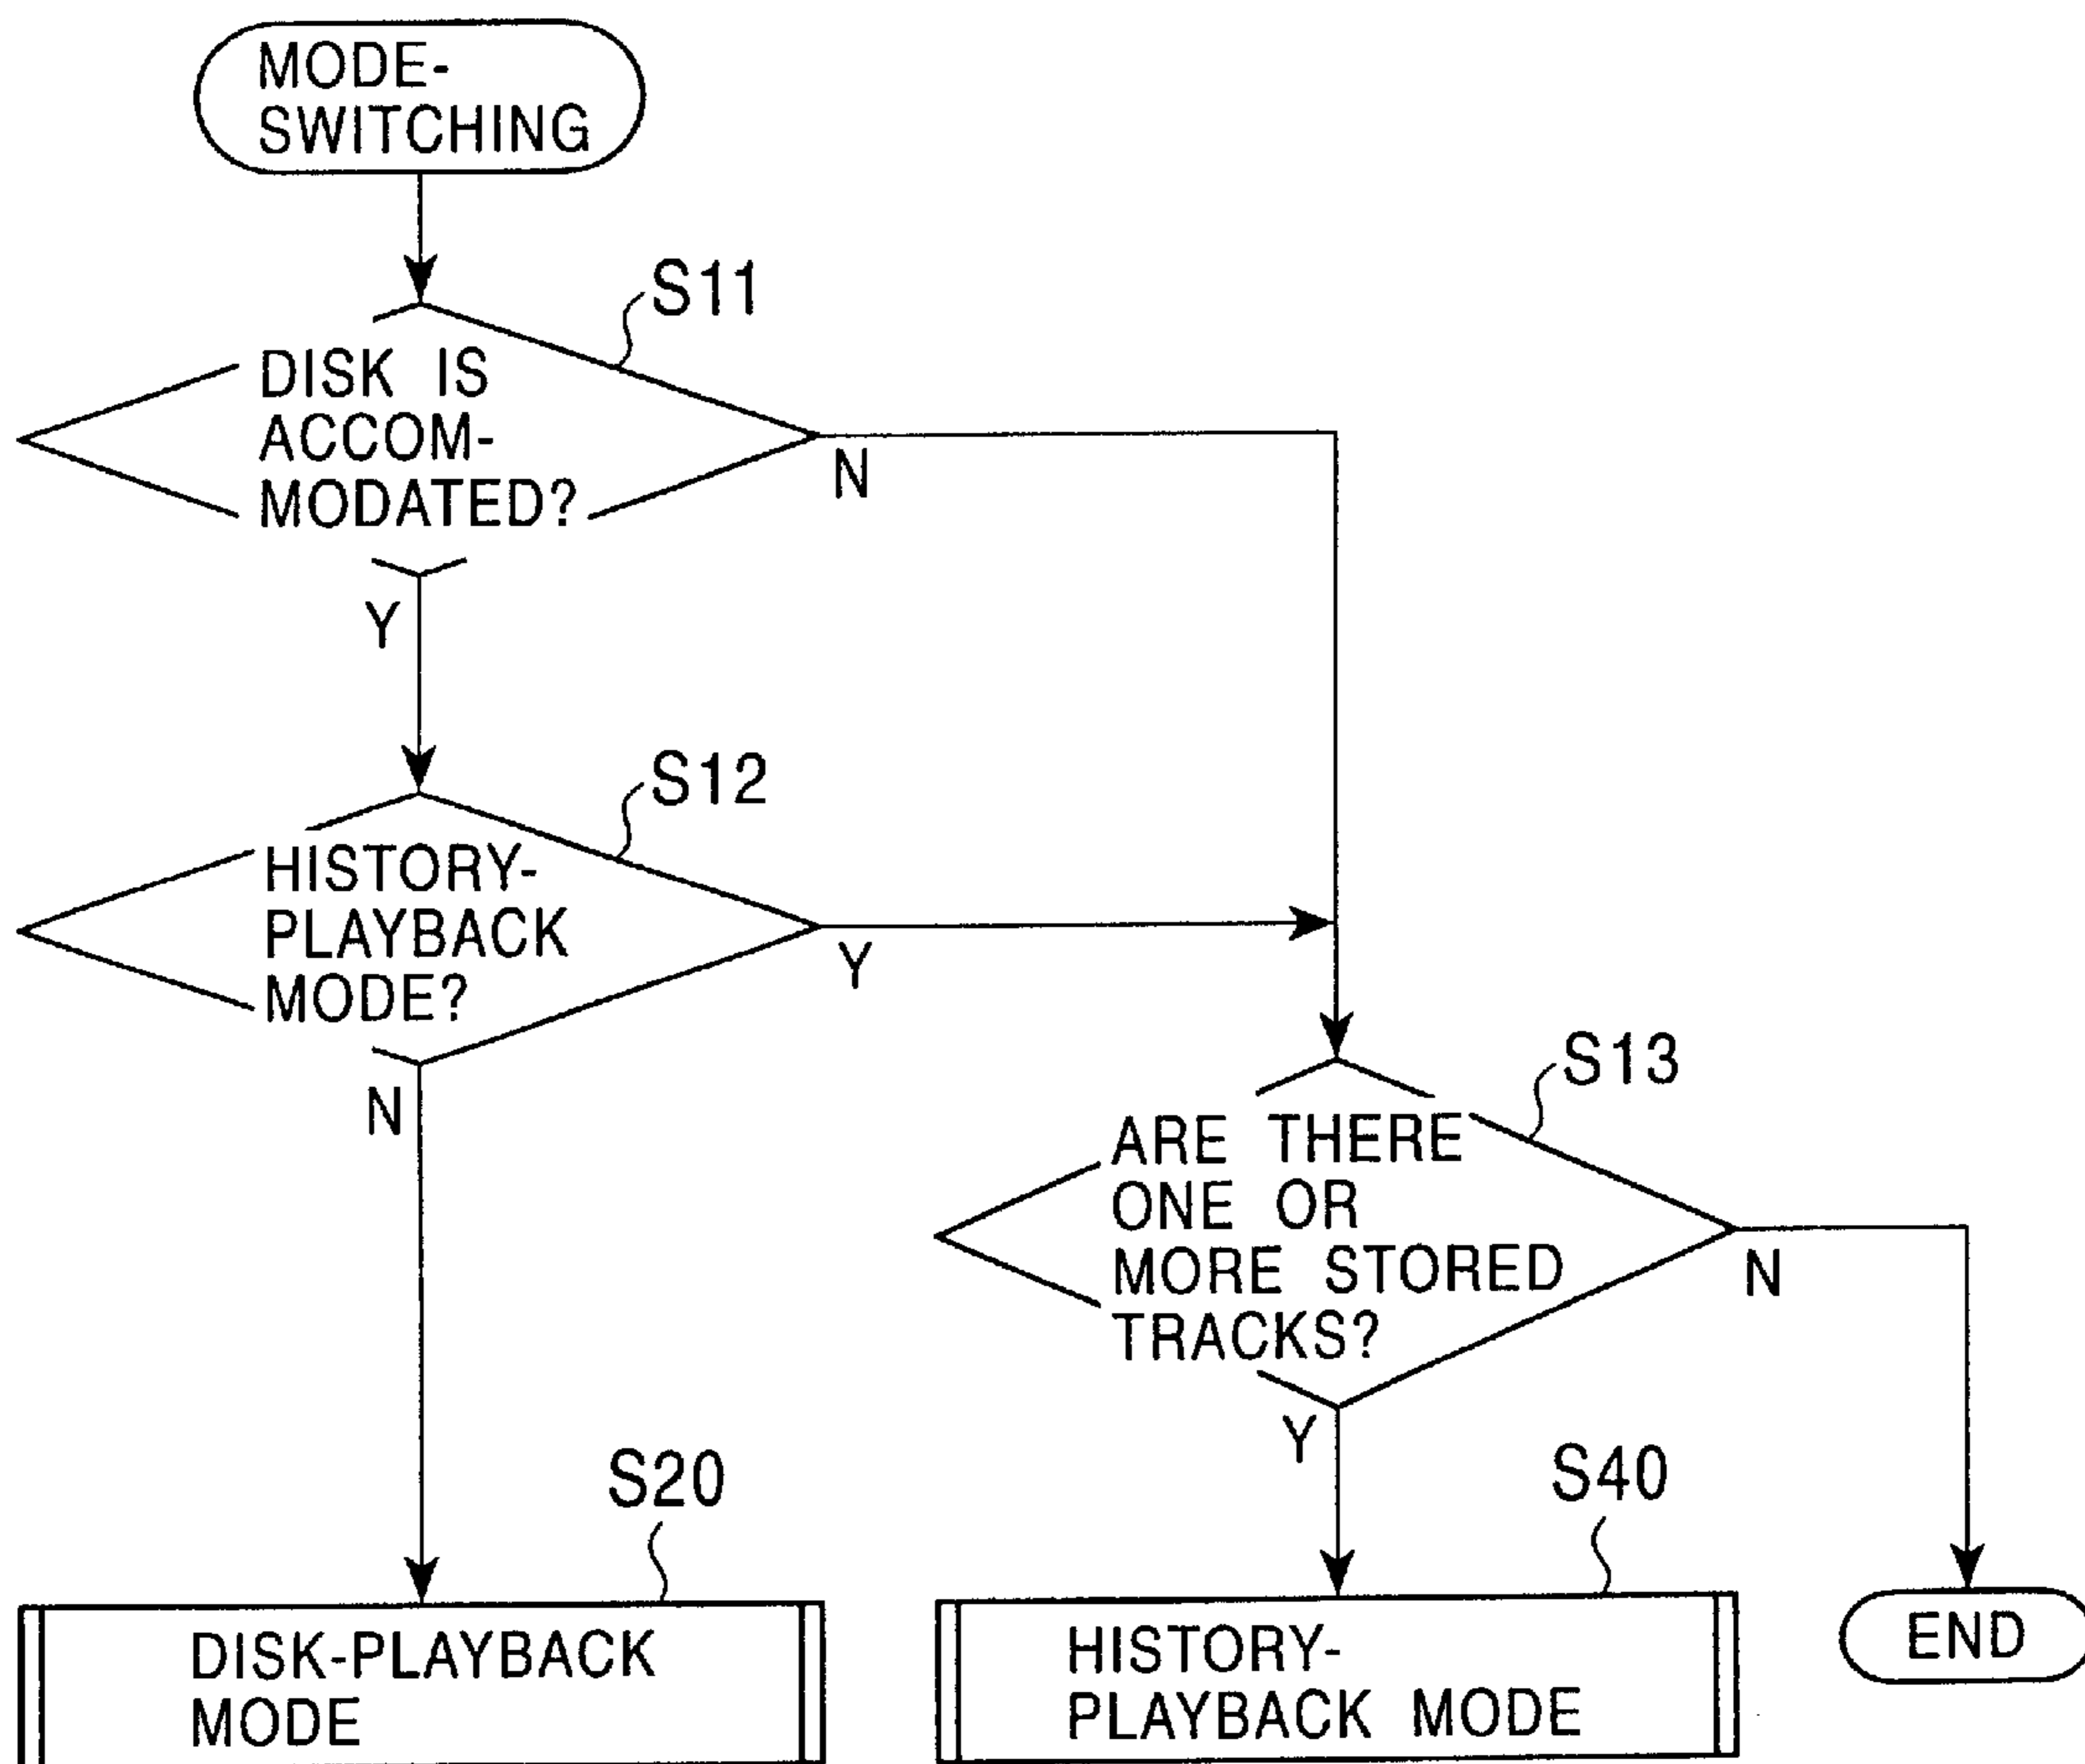 MODE-
SWITCHING
S11
DISK IS
ACCOM-
MODATED?
N
Y
S12
HISTORY-
PLAYBACK
MODE?
Y
N
S13
ARE THERE
ONE OR
MORE STORED
TRACKS?
N
Y
S20
S40
DISK-PLAYBACK
MODE
HISTORY-
PLAYBACK MODE
END